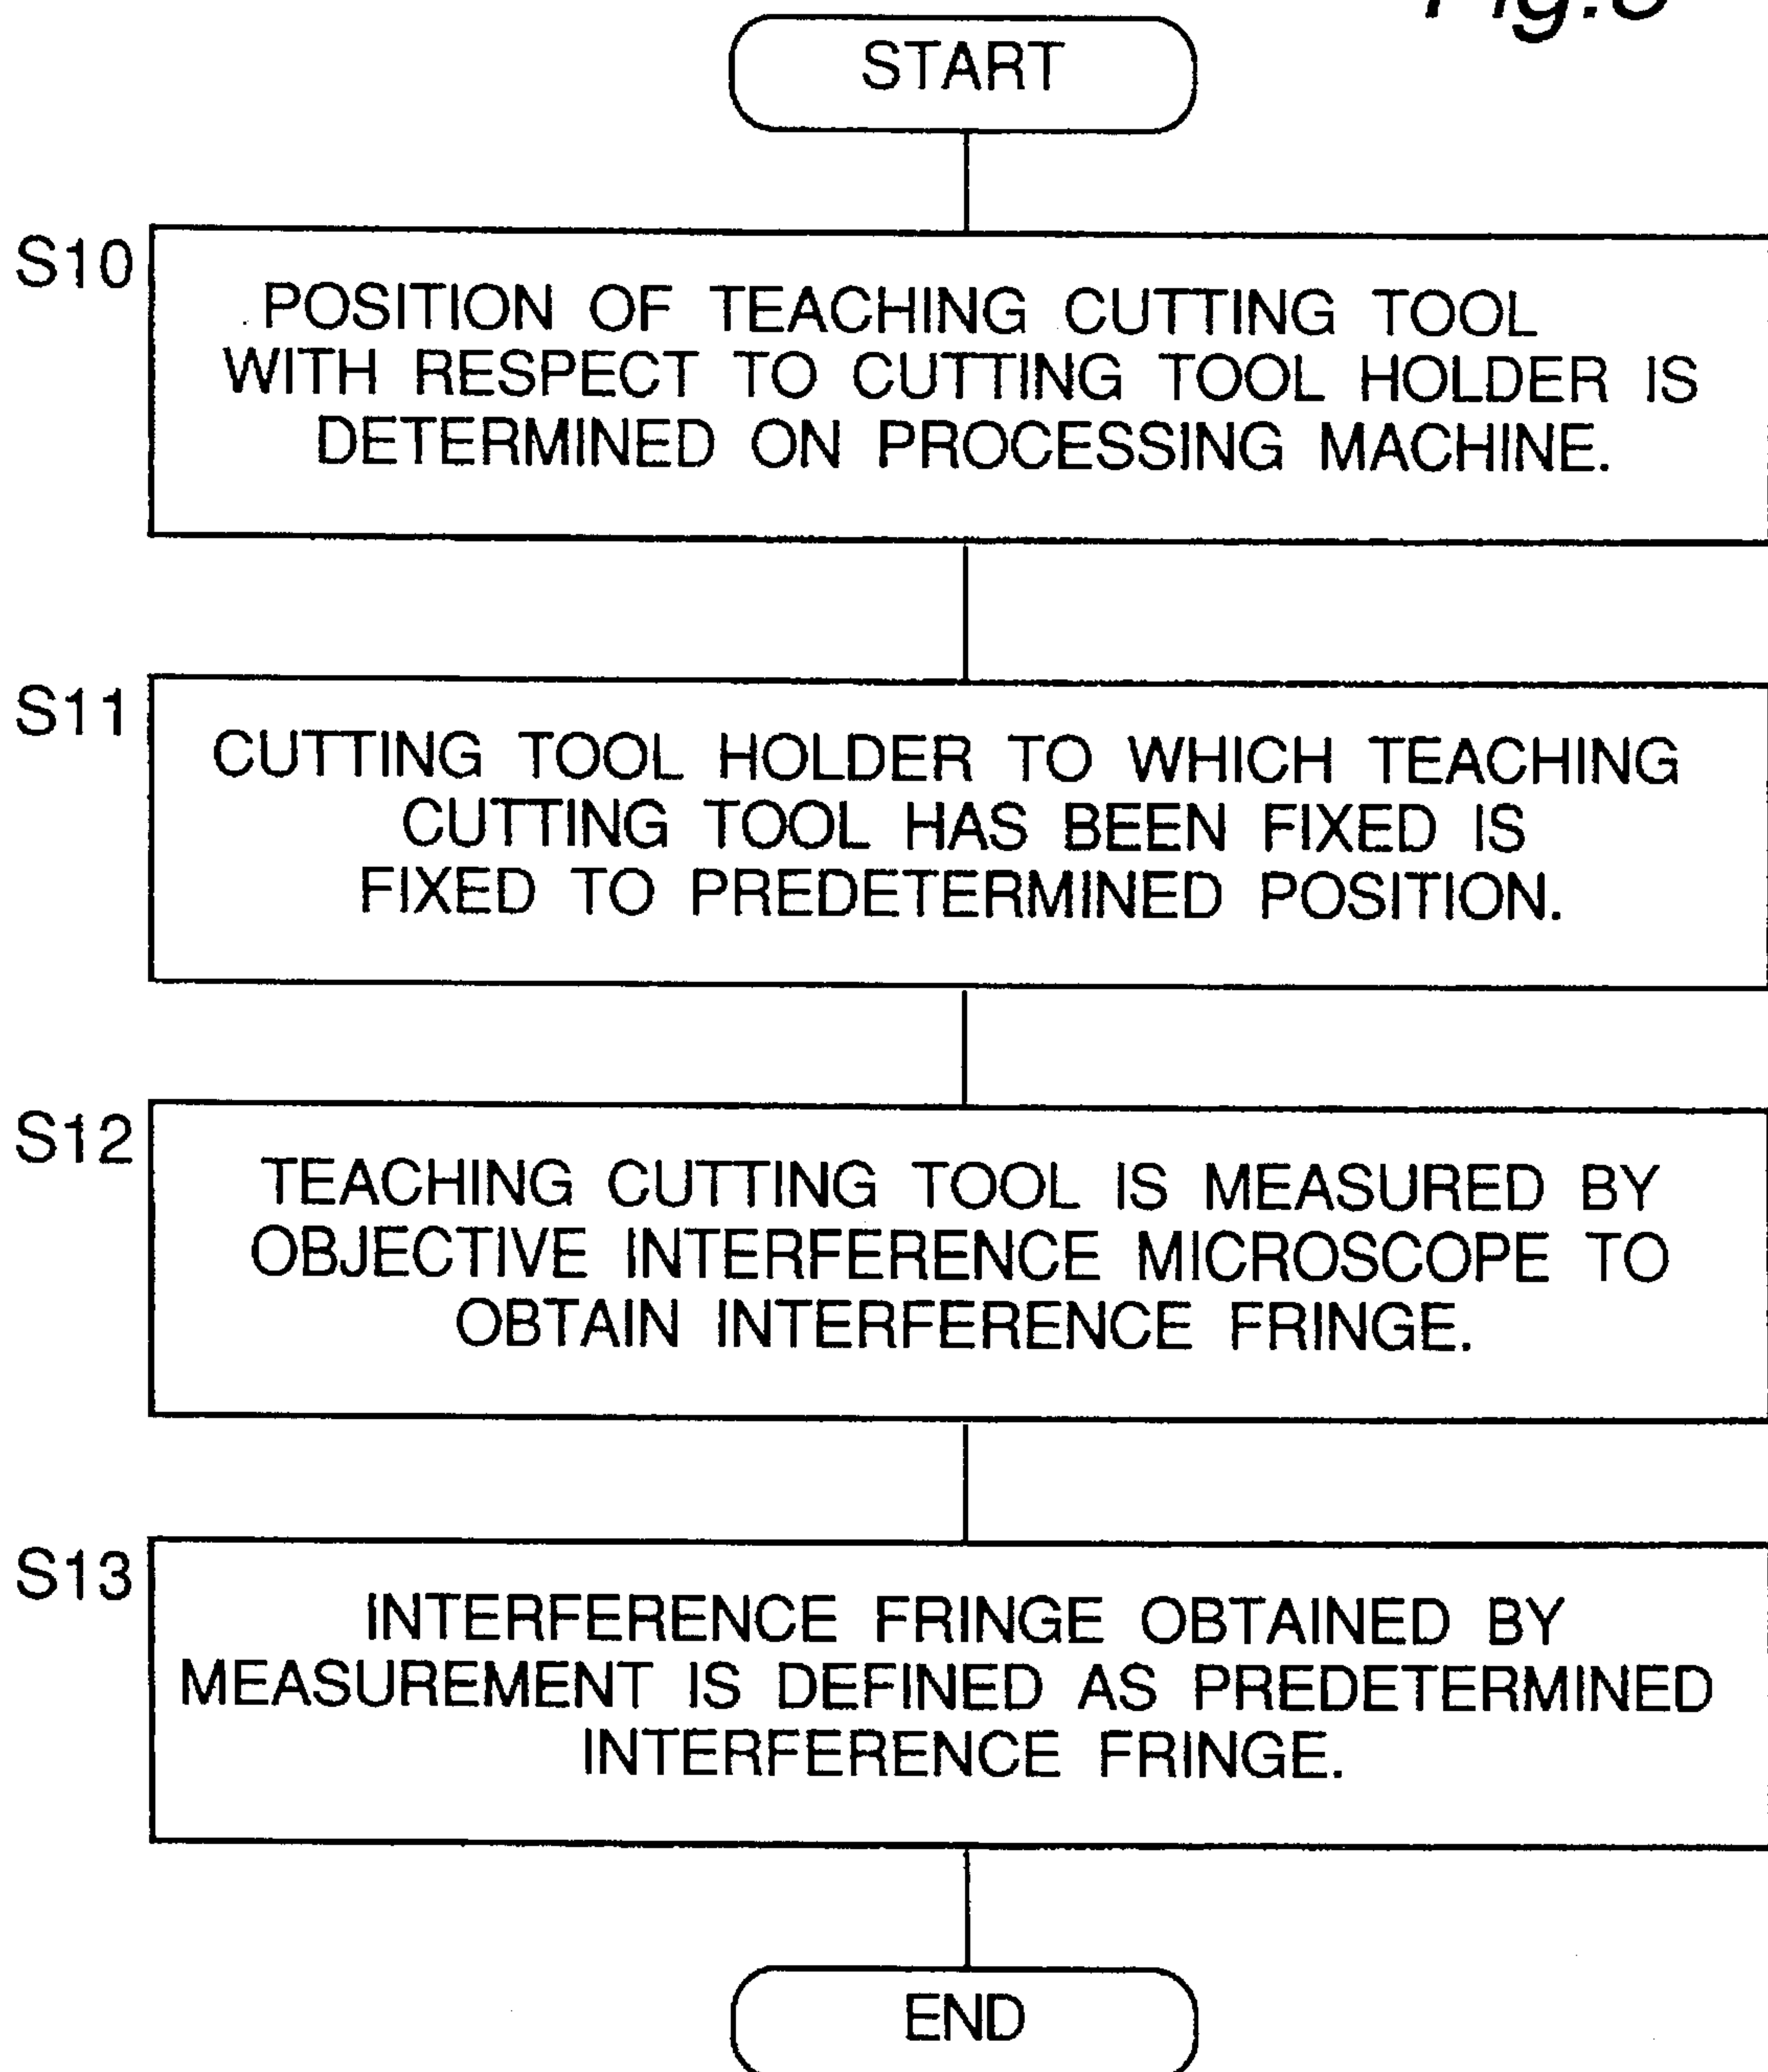 START
S10
POSITION OF TEACHING CUTTING TOOL
WITH RESPECT TO CUTTING TOOL HOLDER IS
DETERMINED ON PROCESSING MACHINE.
S11
CUTTING TOOL HOLDER TO WHICH TEACHING
CUTTING TOOL HAS BEEN FIXED IS
FIXED TO PREDETERMINED POSITION.
S12
TEACHING CUTTING TOOL IS MEASURED BY
OBJECTIVE INTERFERENCE MICROSCOPE TO
OBTAIN INTERFERENCE FRINGE.
S13
INTERFERENCE FRINGE OBTAINED BY
MEASUREMENT IS DEFINED AS PREDETERMINED
INTERFERENCE FRINGE.
END